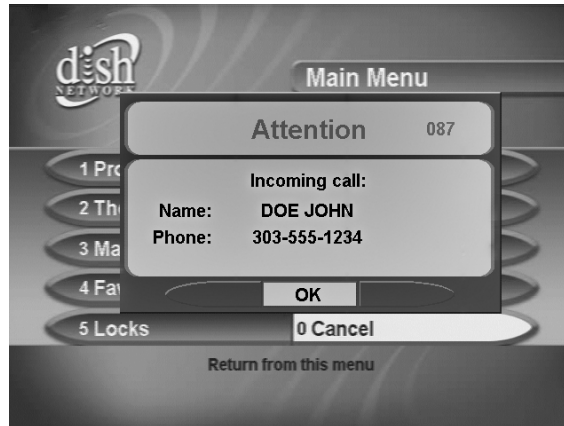 dish
NETWORK
Main Menu
Attention 087
Incoming call:
Name: DOE JOHN
Phone: 303-555-1234
OK
1 Pro
2 Th
3 Ma
4 Fav
5 Locks
0 Cancel
Return from this menu